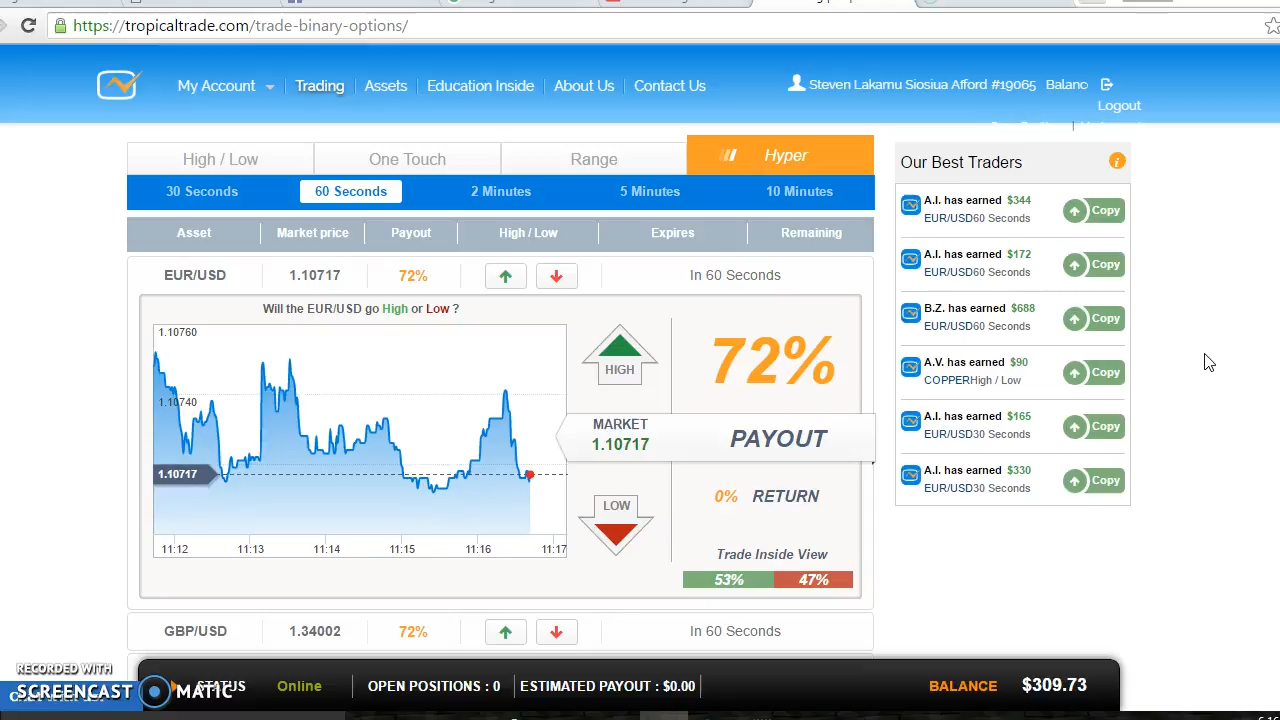 https://tropicaltrade.com/trade-binary-options/
My Account Trading Assets Education Inside About Us Contact Us
Steven Lakamu Siosiua Afford #19065 Balanc
Logout
High / Low One Touch Range Hyper
30 Seconds 60 Seconds 2 Minutes 5 Minutes 10 Minutes
Asset Market price Payout High / Low Expires Remaining
EUR/USD 1.10717 72% In 60 Seconds
Will the EUR/USD go High or Low ?
1.10760
1.10740
1.10717
11:12 11:13 11:14 11:15 11:16 11:17
HIGH
MARKET
1.10717
LOW
72%
PAYOUT
0% RETURN
Trade Inside View
53% 47%
GBP/USD 1.34002 72% In 60 Seconds
Our Best Traders
A.I. has earned $344
EUR/USD60 Seconds
Copy
A.I. has earned $172
EUR/USD60 Seconds
Copy
B.Z. has earned $688
EUR/USD60 Seconds
Copy
A.V. has earned $90
COPPERHigh / Low
Copy
A.I. has earned $165
EUR/USD30 Seconds
Copy
A.I. has earned $330
EUR/USD30 Seconds
Copy
STATUS Online OPEN POSITIONS : 0 ESTIMATED PAYOUT : $0.00 BALANCE $309.73
RECORDED WITH
SCREENCAST MATIC